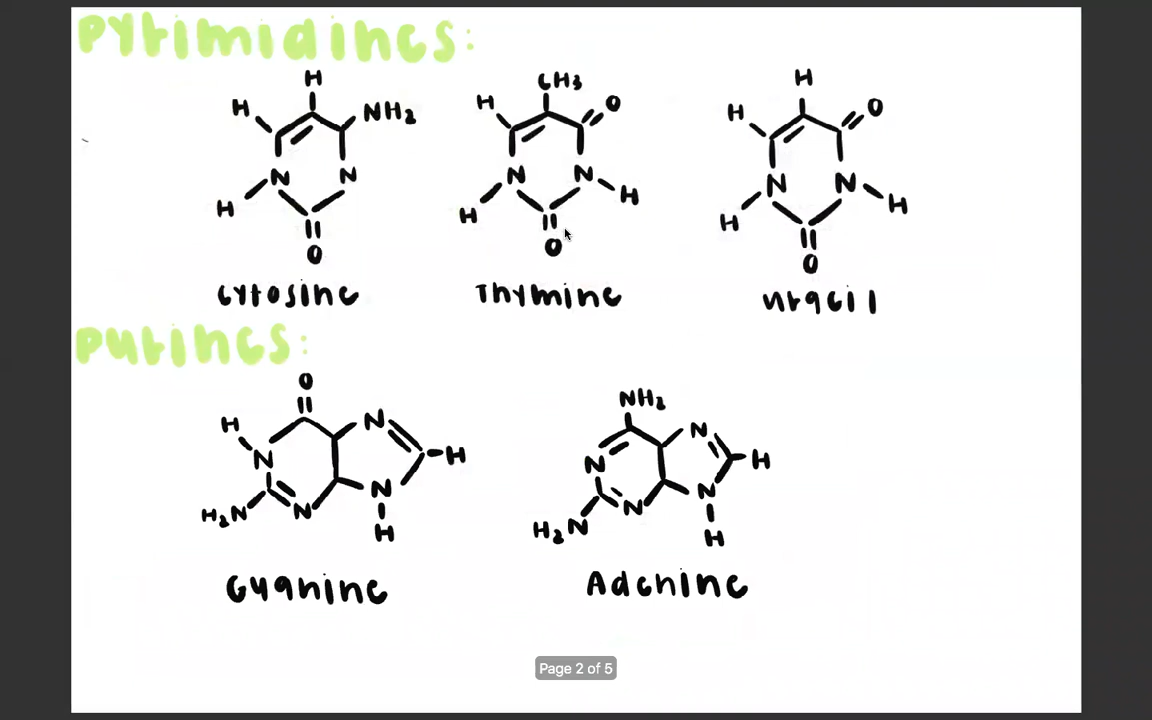 Pyrimidines:
H H H
H NH2 CH3 O O
N N N N N N
H H H H H
O O O
Cytosine Thymine Uracil
Purines:
O
H N NH2 N
N H N H
H2N N N H2N N N
H H
Guanine Adenine
Page 2 of 5